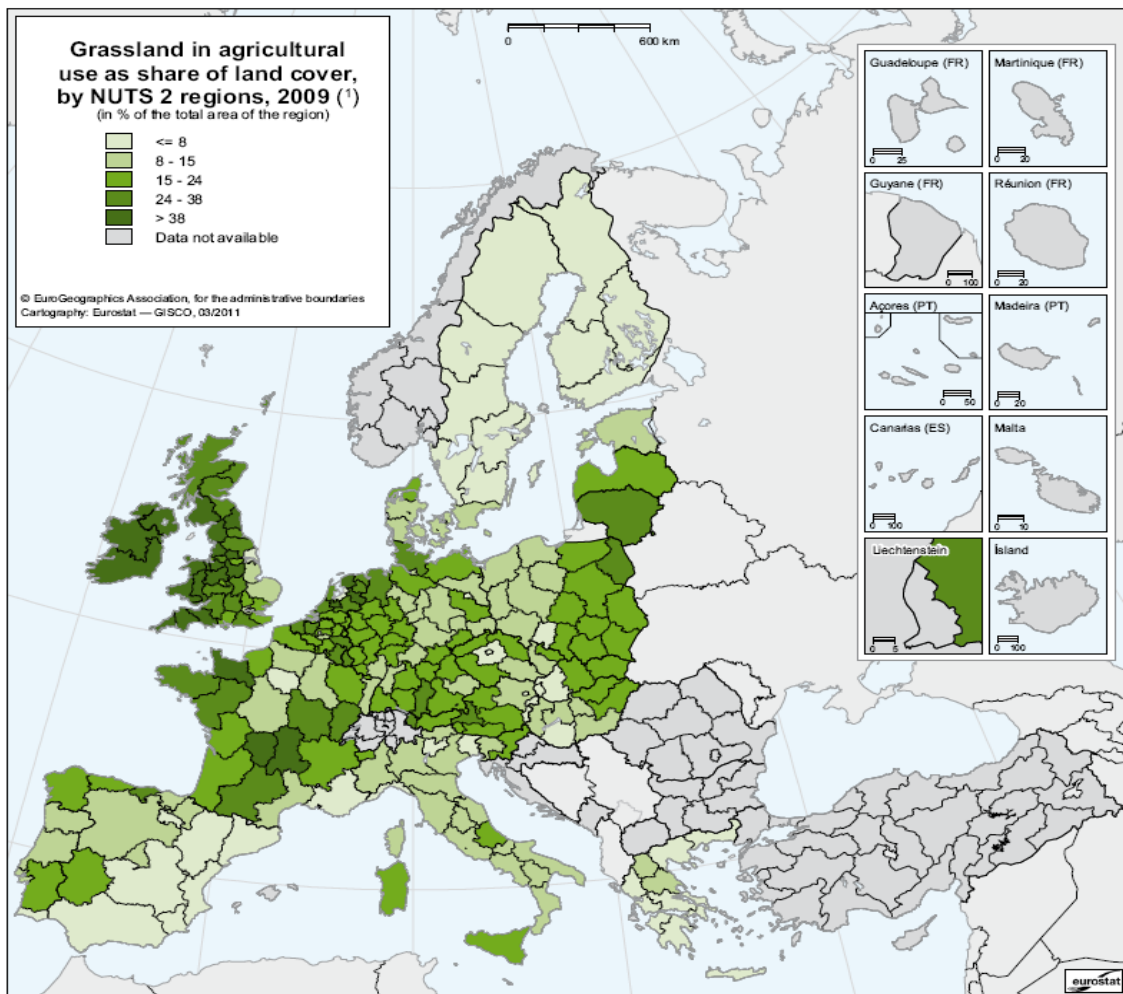 Grassland in agricultural
use as share of land cover,
by NUTS 2 regions, 2009 (¹)
(in % of the total area of the region)
<= 8
8 - 15
15 - 24
24 - 38
> 38
Data not available
© EuroGeographics Association, for the administrative boundaries
Cartography: Eurostat — GISCO, 03/2011
0 600 km
Guadeloupe (FR)
0 25
Martinique (FR)
0 20
Guyane (FR)
0 100
Réunion (FR)
0 20
Açores (PT)
0 50
Madeira (PT)
0 20
Canarias (ES)
0 100
Malta
0 10
Liechtenstein
0 5
Ísland
0 100
eurostat